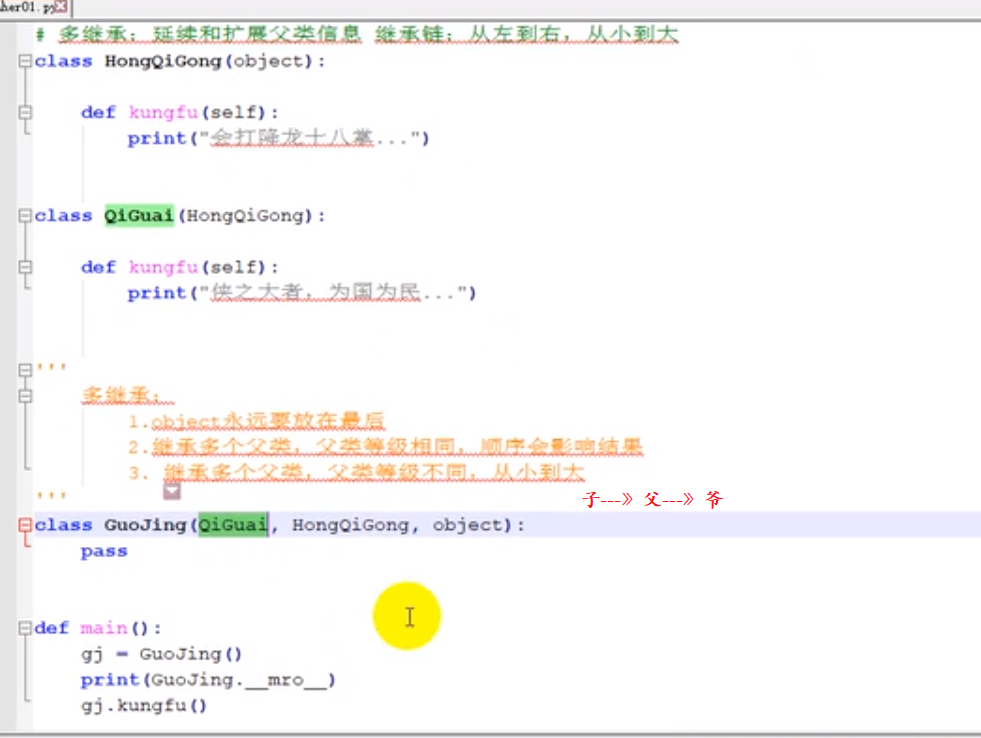 her01.py
# 多继承：延续和扩展父类信息 继承链：从左到右，从小到大
class HongQiGong(object):
def kungfu(self):
print("会打降龙十八掌...")
class QiGuai(HongQiGong):
def kungfu(self):
print("侠之大者，为国为民...")
'''
多继承：
1.object永远要放在最后
2.继承多个父类，父类等级相同，顺序会影响结果
3. 继承多个父类，父类等级不同，从小到大
'''
子---》父---》爷
class GuoJing(QiGuai, HongQiGong, object):
pass
def main():
gj = GuoJing()
print(GuoJing.__mro__)
gj.kungfu()